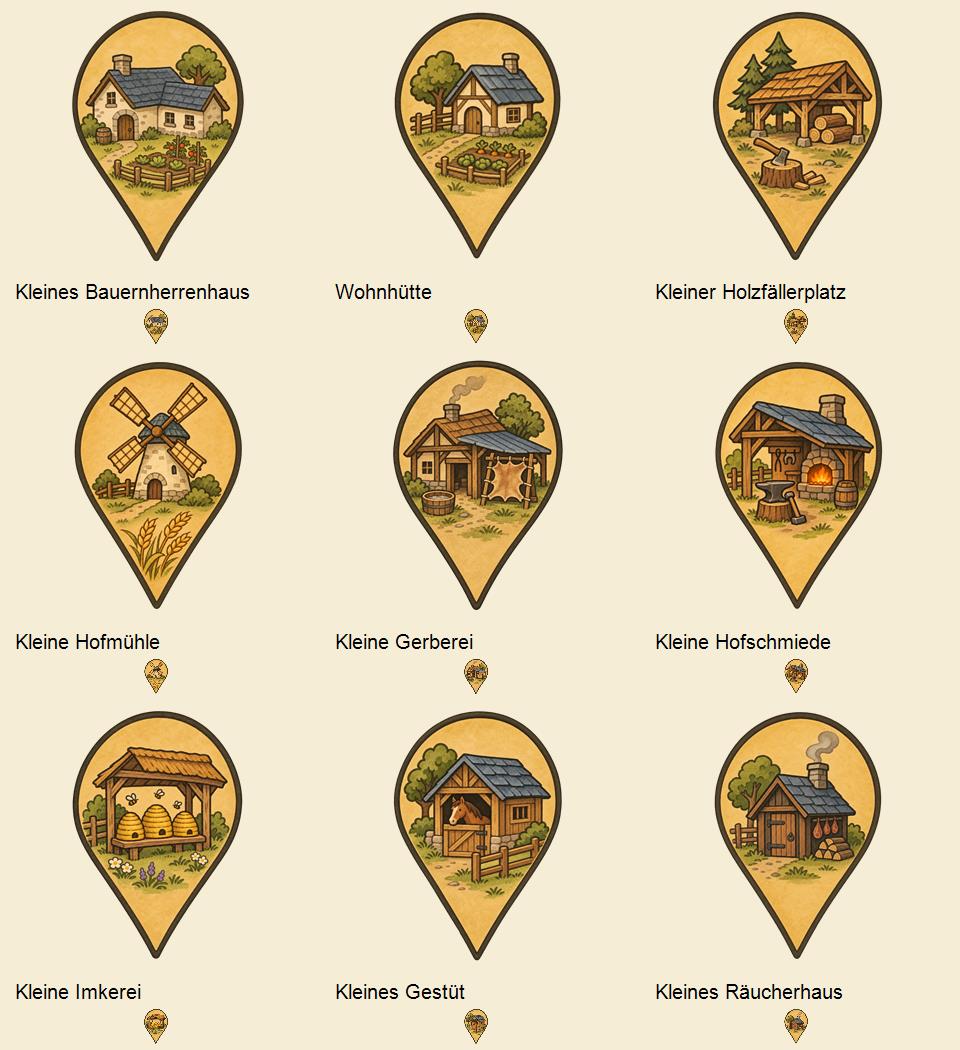 Kleines Bauernherrenhaus
Wohnhütte
Kleiner Holzfällerplatz
Kleine Hofmühle
Kleine Gerberei
Kleine Hofschmiede
Kleine Imkerei
Kleines Gestüt
Kleines Räucherhaus